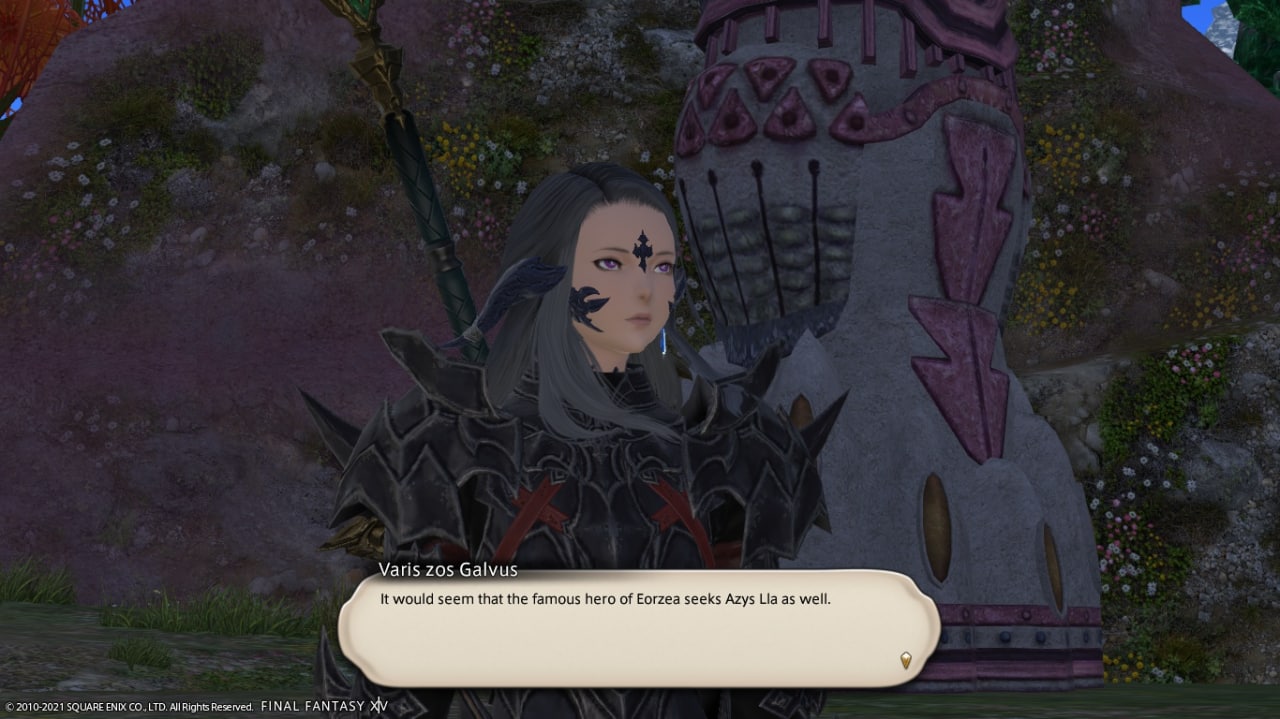 Varis zos Galvus
It would seem that the famous hero of Eorzea seeks Azys Lla as well.
© 2010-2021 SQUARE ENIX CO., LTD. All Rights Reserved. FINAL FANTASY XIV